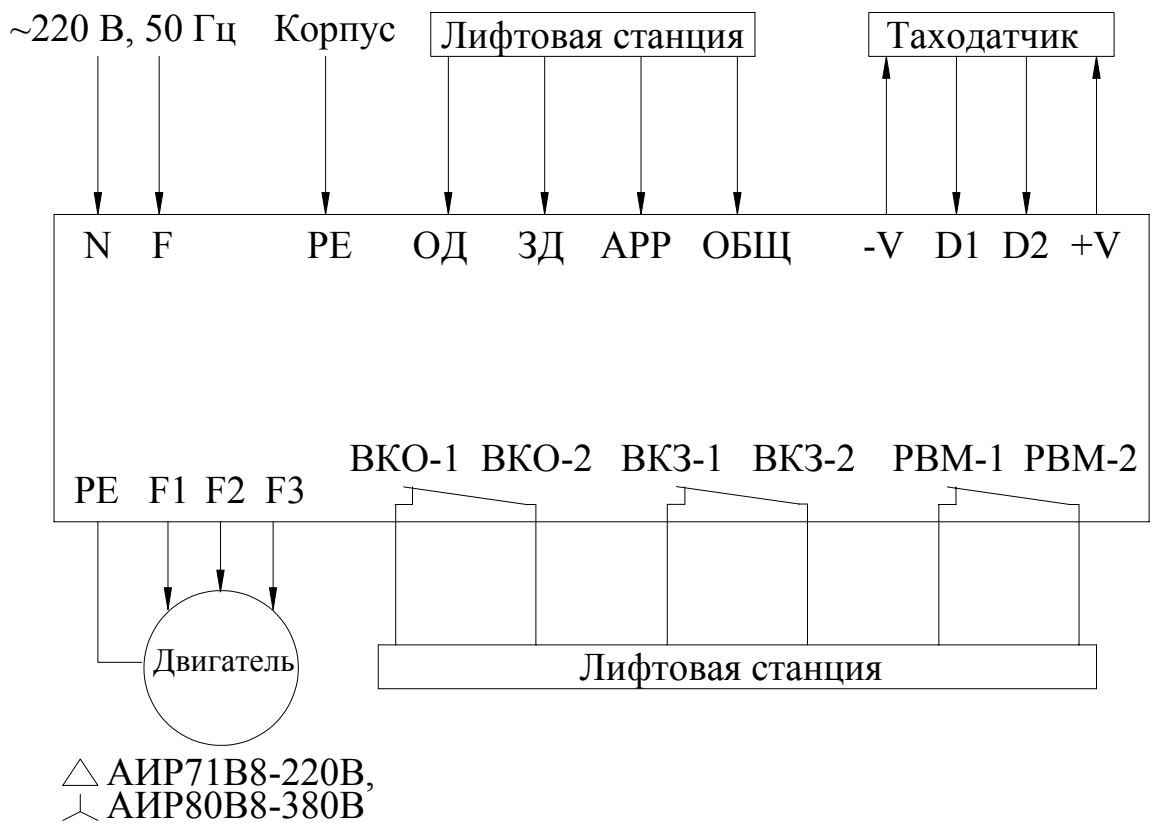 ~220 В, 50 Гц Корпус Лифтовая станция Таходатчик
N F PE ОД ЗД АРР ОБЩ -V D1 D2 +V
ВКО-1 ВКО-2 ВКЗ-1 ВКЗ-2 РВМ-1 РВМ-2
PE F1 F2 F3
Двигатель
Лифтовая станция
АИР71В8-220В,
АИР80В8-380В